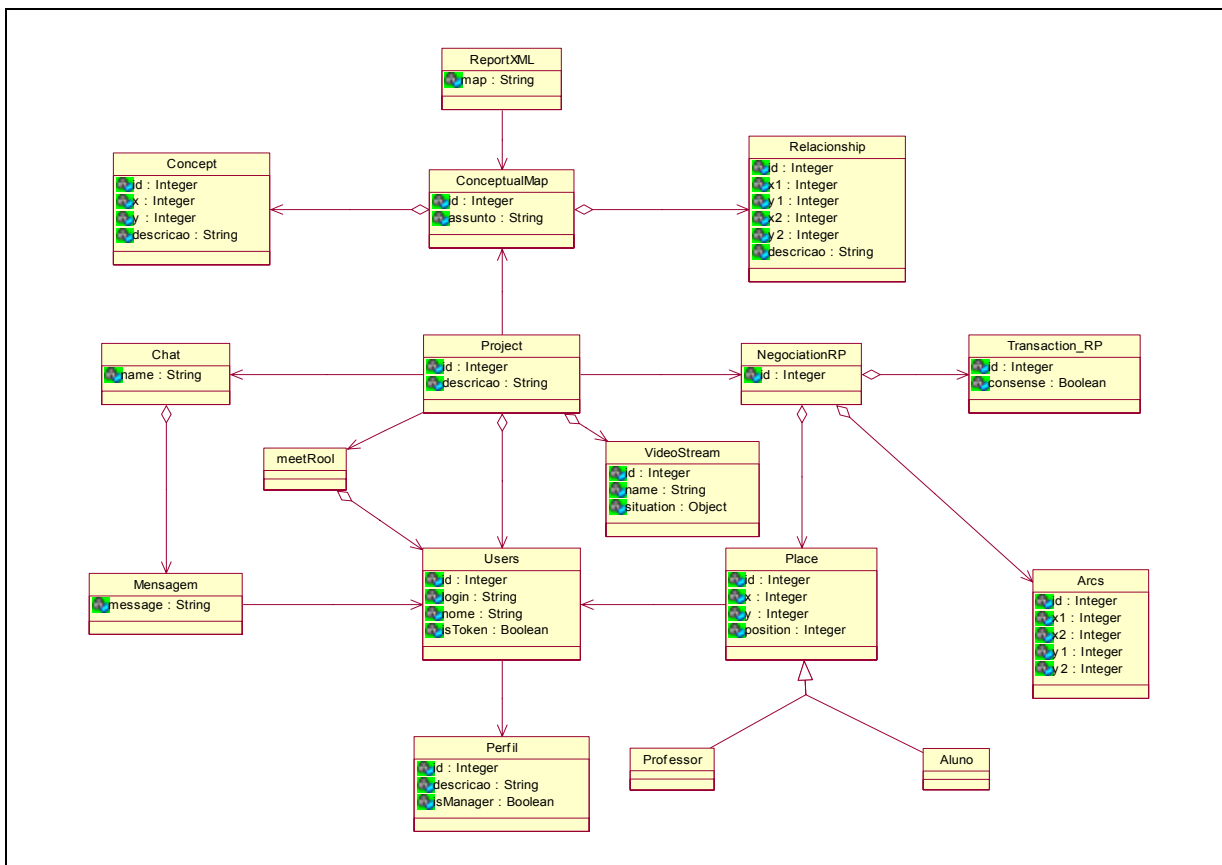 ReportXML
map : String
Concept
id : Integer
x : Integer
y : Integer
descricao : String
ConceptualMap
id : Integer
assunto : String
Relacionship
id : Integer
x1 : Integer
y1 : Integer
x2 : Integer
y2 : Integer
descricao : String
Chat
name : String
Project
id : Integer
descricao : String
NegociationRP
id : Integer
Transaction_RP
id : Integer
consense : Boolean
meetRool
VideoStream
id : Integer
name : String
situation : Object
Mensagem
message : String
Users
id : Integer
login : String
nome : String
isToken : Boolean
Place
id : Integer
x : Integer
y : Integer
position : Integer
Arcs
id : Integer
x1 : Integer
x2 : Integer
y1 : Integer
y2 : Integer
Perfil
id : Integer
descricao : String
isManager : Boolean
Professor
Aluno